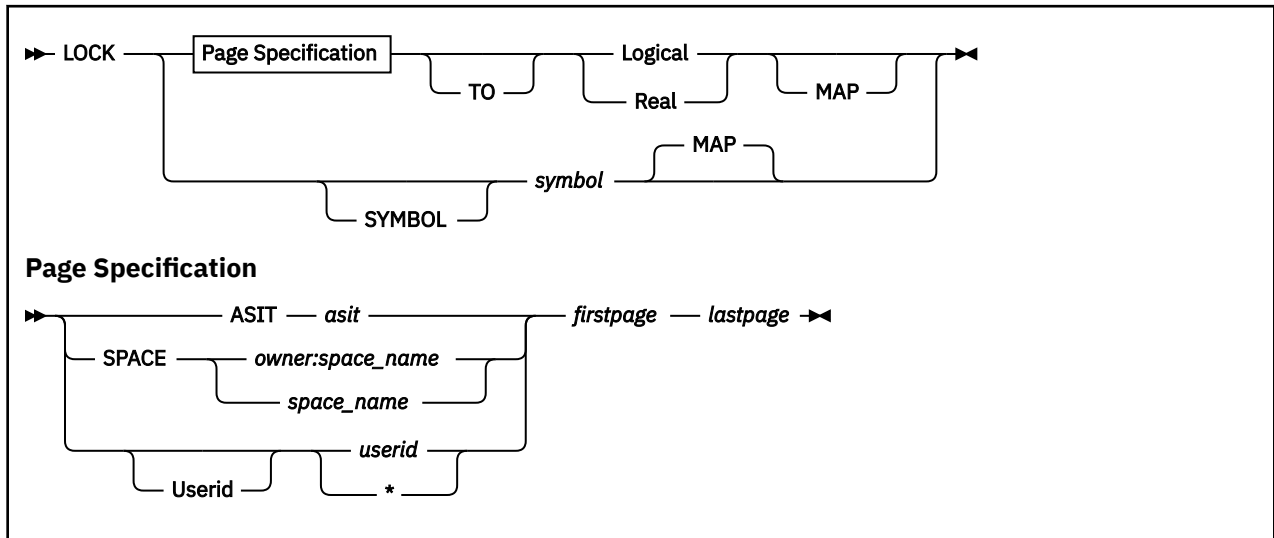 LOCK Page Specification TO Logical MAP
Real
MAP
SYMBOL symbol
Page Specification
ASIT asit firstpage lastpage
SPACE owner:space_name
space_name
Userid userid
*